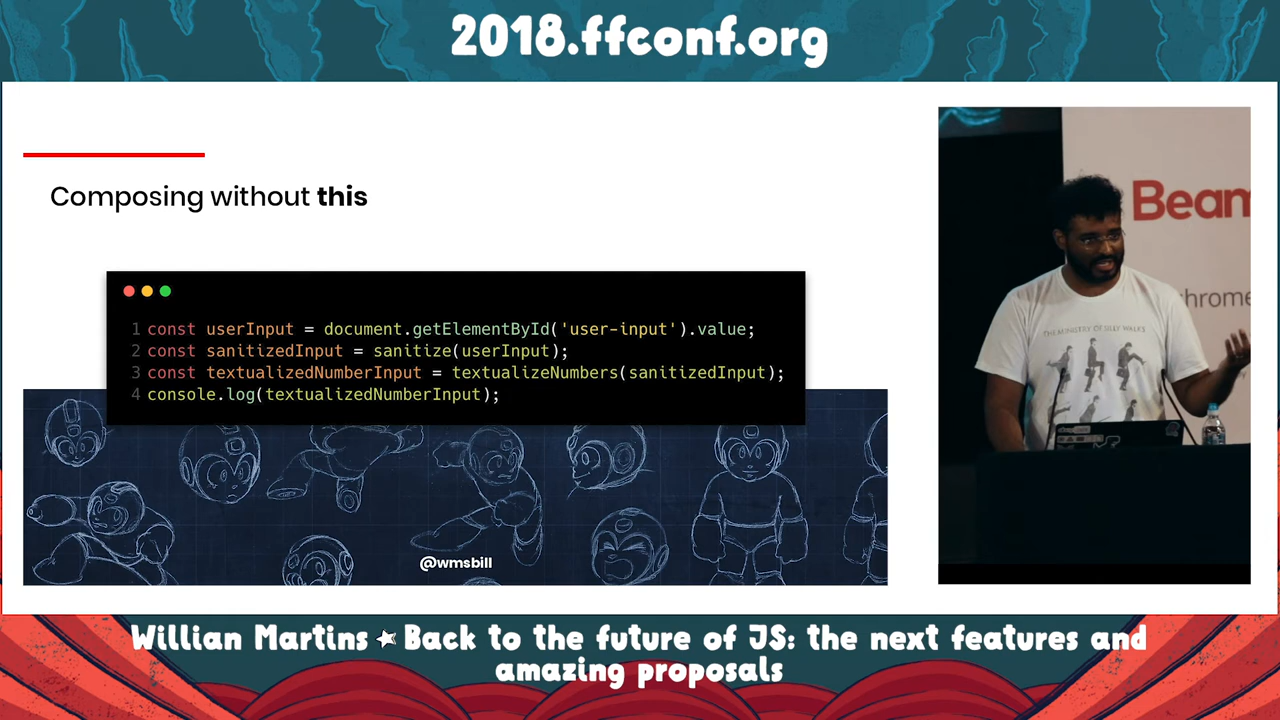 2018.ffconf.org
Composing without this
1 const userInput = document.getElementById('user-input').value;
2 const sanitizedInput = sanitize(userInput);
3 const textualizedNumberInput = textualizeNumbers(sanitizedInput);
4 console.log(textualizedNumberInput);
@wmsbill
Beam
chrome
THE MINISTRY OF SILLY WALKS
Willian Martins ★ Back to the future of JS: the next features and
amazing proposals